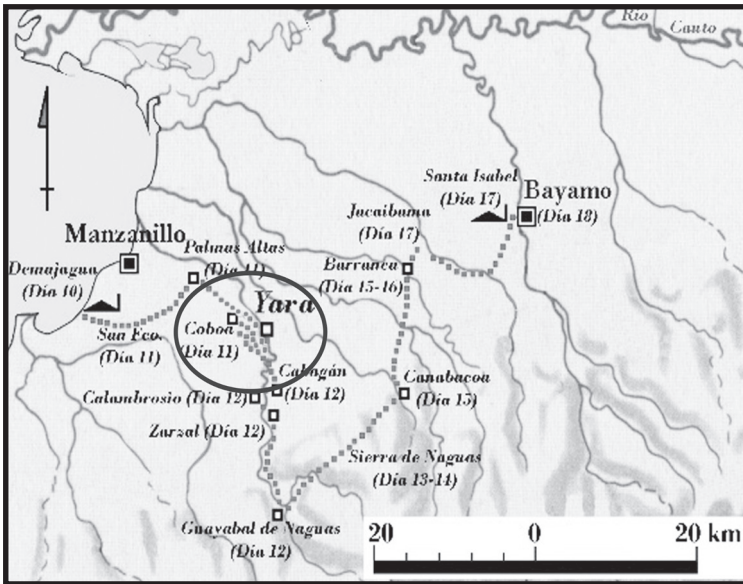 Río
Cauto
Santa Isabel
(Día 17)
Bayamo
(Día 18)
Jucaibama
(Día 17)
Manzanillo
Palmas Altas
(Día 11)
Barranca
(Día 15-16)
Demajagua
(Día 10)
Yara
Coboa
(Día 11)
San Fco.
(Día 11)
Calagán
(Día 12)
Canabacoa
(Día 15)
Calambrosio (Día 12)
Zarzal (Día 12)
Sierra de Naguas
(Día 13-14)
Guayabal de Naguas
(Día 12)
20 0 20 km